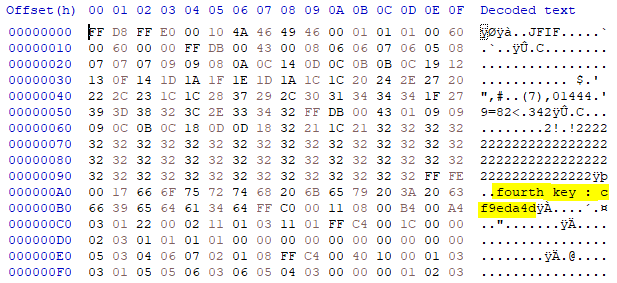 Offset(h) 00 01 02 03 04 05 06 07 08 09 0A 0B 0C 0D 0E 0F Decoded text
00000000 FF D8 FF E0 00 10 4A 46 49 46 00 01 01 01 00 60 ÿØÿà..JFIF.....`
00000010 00 60 00 00 FF DB 00 43 00 08 06 06 07 06 05 08 .`..ÿÛ.C........
00000020 07 07 07 09 09 08 0A 0C 14 0D 0C 0B 0B 0C 19 12 ................
00000030 13 0F 14 1D 1A 1F 1E 1D 1A 1C 1C 20 24 2E 27 20 ........... $.'
00000040 22 2C 23 1C 1C 28 37 29 2C 30 31 34 34 34 1F 27 ",#..(7),01444.'
00000050 39 3D 38 32 3C 2E 33 34 32 FF DB 00 43 01 09 09 9=82<.342ÿÛ.C...
00000060 09 0C 0B 0C 18 0D 0D 18 32 21 1C 21 32 32 32 32 ........2!.!2222
00000070 32 32 32 32 32 32 32 32 32 32 32 32 32 32 32 32 2222222222222222
00000080 32 32 32 32 32 32 32 32 32 32 32 32 32 32 32 32 2222222222222222
00000090 32 32 32 32 32 32 32 32 32 32 32 32 32 32 FF FE 22222222222222ÿþ
000000A0 00 17 66 6F 75 72 74 68 20 6B 65 79 20 3A 20 63 ..fourth key : c
000000B0 66 39 65 64 61 34 64 FF C0 00 11 08 00 B4 00 A4 f9eda4dÿÀ....´.¤
000000C0 03 01 22 00 02 11 01 03 11 01 FF C4 00 1C 00 00 ..".......ÿÄ....
000000D0 02 03 01 01 01 01 00 00 00 00 00 00 00 00 00 00 ................
000000E0 05 03 04 06 07 02 01 08 FF C4 00 40 10 00 01 03 ........ÿÄ.@....
000000F0 03 01 05 05 06 03 06 05 04 03 00 00 00 01 02 03 ................